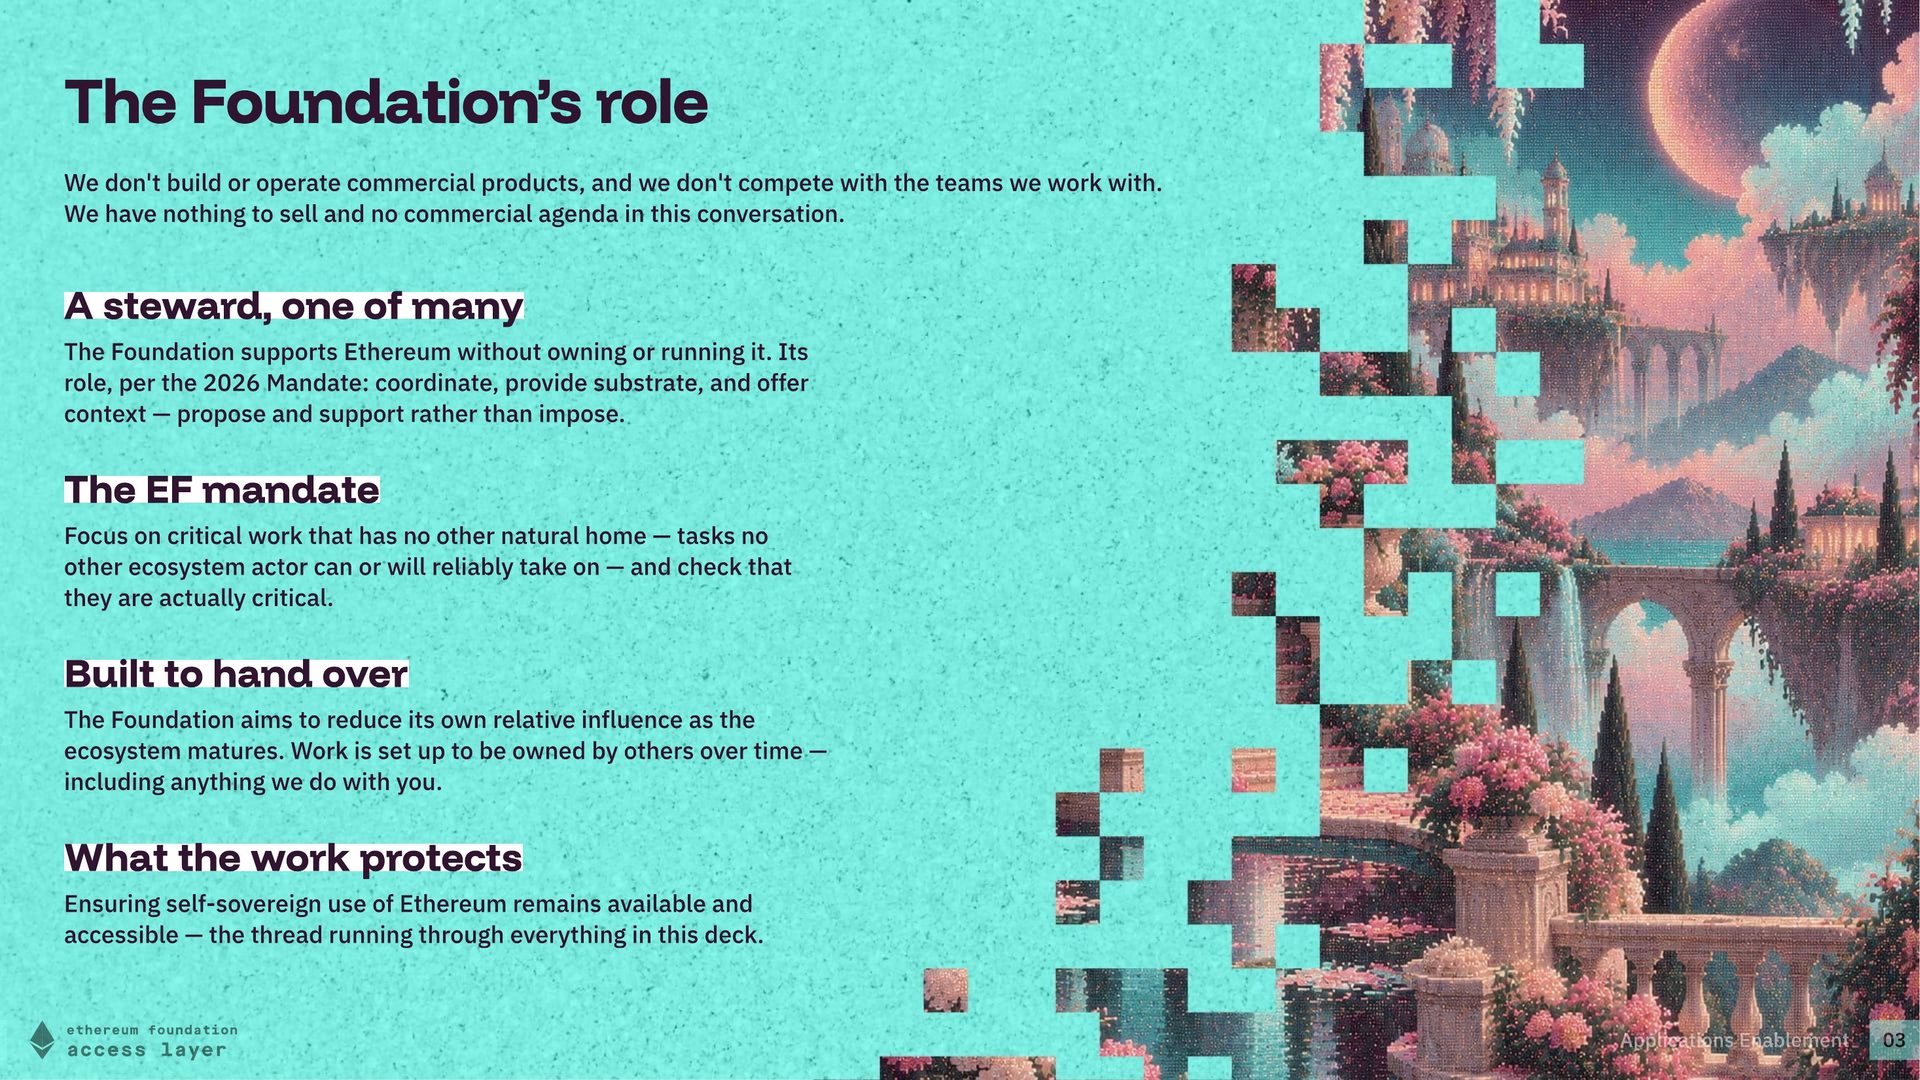 The Foundation’s role
We don't build or operate commercial products, and we don't compete with the teams we work with.
We have nothing to sell and no commercial agenda in this conversation.
A steward, one of many
The Foundation supports Ethereum without owning or running it. Its
role, per the 2026 Mandate: coordinate, provide substrate, and offer
context — propose and support rather than impose.
The EF mandate
Focus on critical work that has no other natural home — tasks no
other ecosystem actor can or will reliably take on — and check that
they are actually critical.
Built to hand over
The Foundation aims to reduce its own relative influence as the
ecosystem matures. Work is set up to be owned by others over time —
including anything we do with you.
What the work protects
Ensuring self-sovereign use of Ethereum remains available and
accessible — the thread running through everything in this deck.
ethereum foundation
access layer
Applications Enablement
03